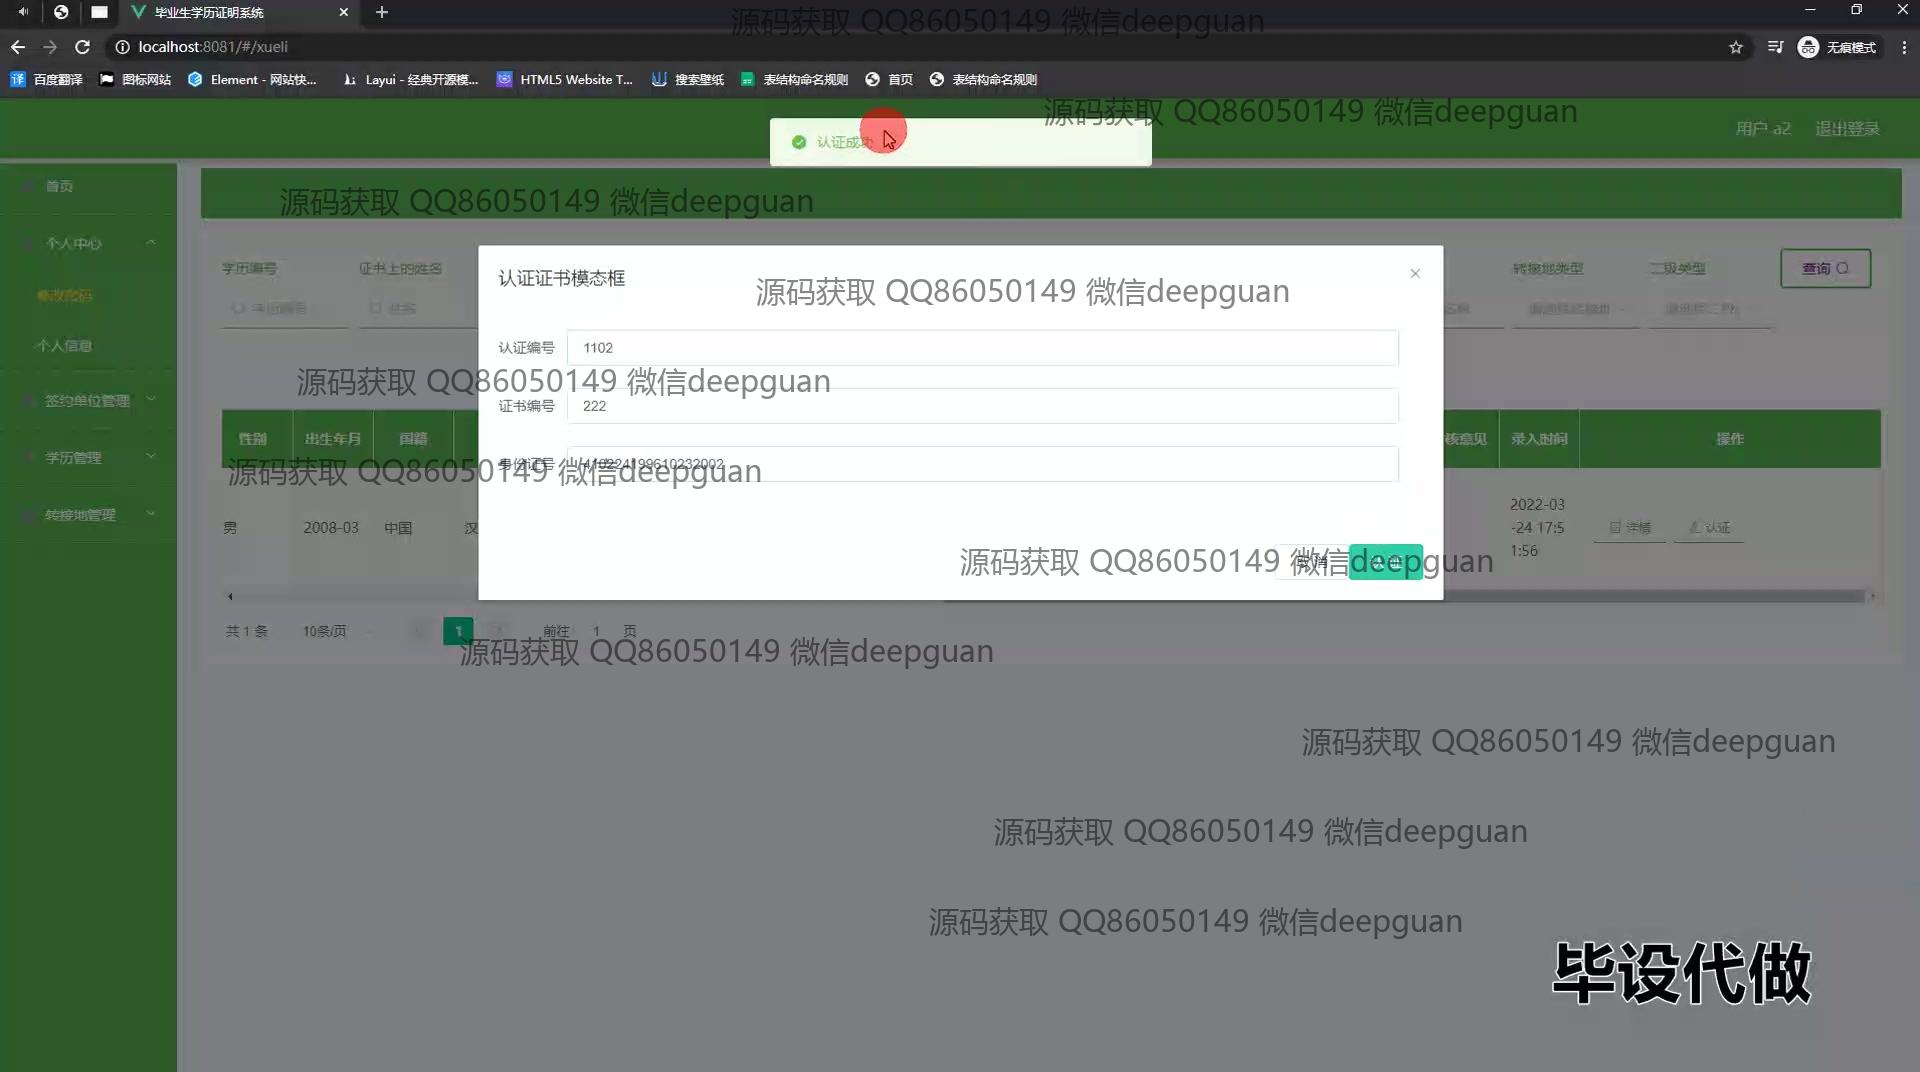 毕业生学历证明系统
源码获取 QQ86050149 微信deepguan
localhost:8081/#/xueli
无痕模式
百度翻译 图标网站 Element - 网站快... Layui - 经典开源模... HTML5 Website T... 搜索壁纸 表结构命名规则 首页 表结构命名规则
源码获取 QQ86050149 微信deepguan
用户 a2 退出登录
认证成功
首页
源码获取 QQ86050149 微信deepguan
个人中心
学历编号 证书上的姓名 转接地类型 二级类型 查询
认证证书模态框
源码获取 QQ86050149 微信deepguan
修改密码
学历编号 姓名
个人信息
认证编号 1102
源码获取 QQ86050149 微信deepguan
签约单位管理
证书编号 222
性别 出生年月 国籍 核意见 录入时间 操作
学历管理
身份证号 410224199610232002
源码获取 QQ86050149 微信deepguan
转接地管理
男 2008-03 中国 汉
2022-03
-24 17:5
1:56
详情 认证
取消
源码获取 QQ86050149 微信deepguan
共 1 条 10条/页 1 前往 1 页
源码获取 QQ86050149 微信deepguan
源码获取 QQ86050149 微信deepguan
源码获取 QQ86050149 微信deepguan
源码获取 QQ86050149 微信deepguan
毕设代做